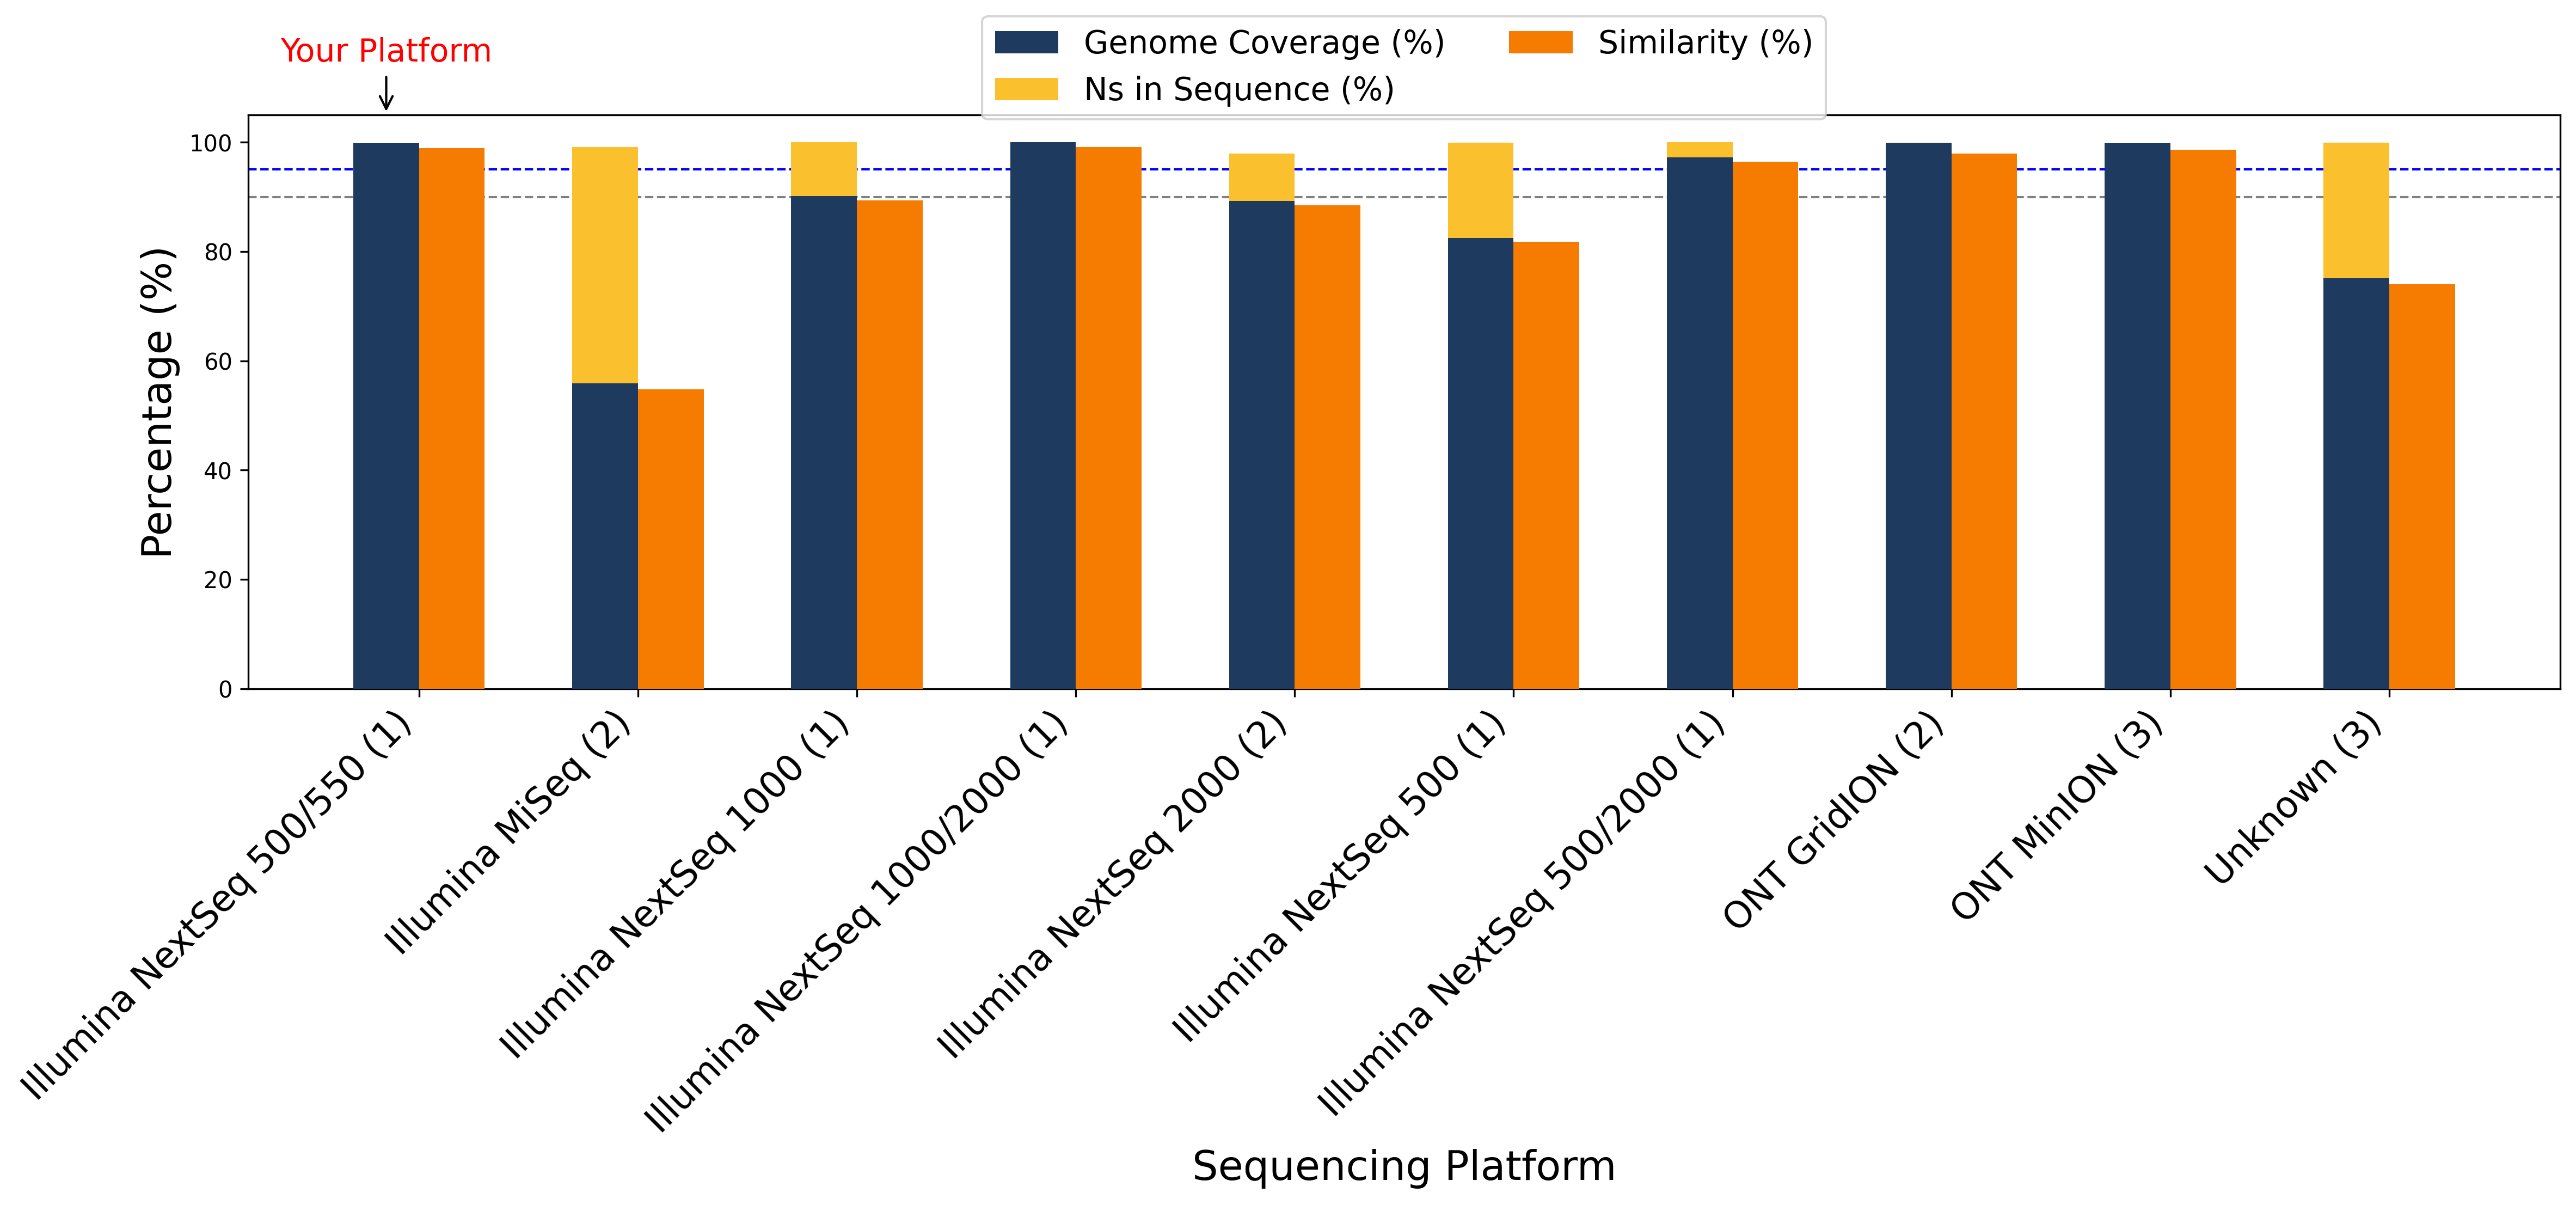 Your Platform
Genome Coverage (%)
Ns in Sequence (%)
Similarity (%)
Percentage (%)
100
80
60
40
20
0
Illumina NextSeq 500/550 (1)
Illumina MiSeq (2)
Illumina NextSeq 1000 (1)
Illumina NextSeq 1000/2000 (1)
Illumina NextSeq 2000 (2)
Illumina NextSeq 500 (1)
Illumina NextSeq 500/2000 (1)
ONT GridION (2)
ONT MinION (3)
Unknown (3)
Sequencing Platform